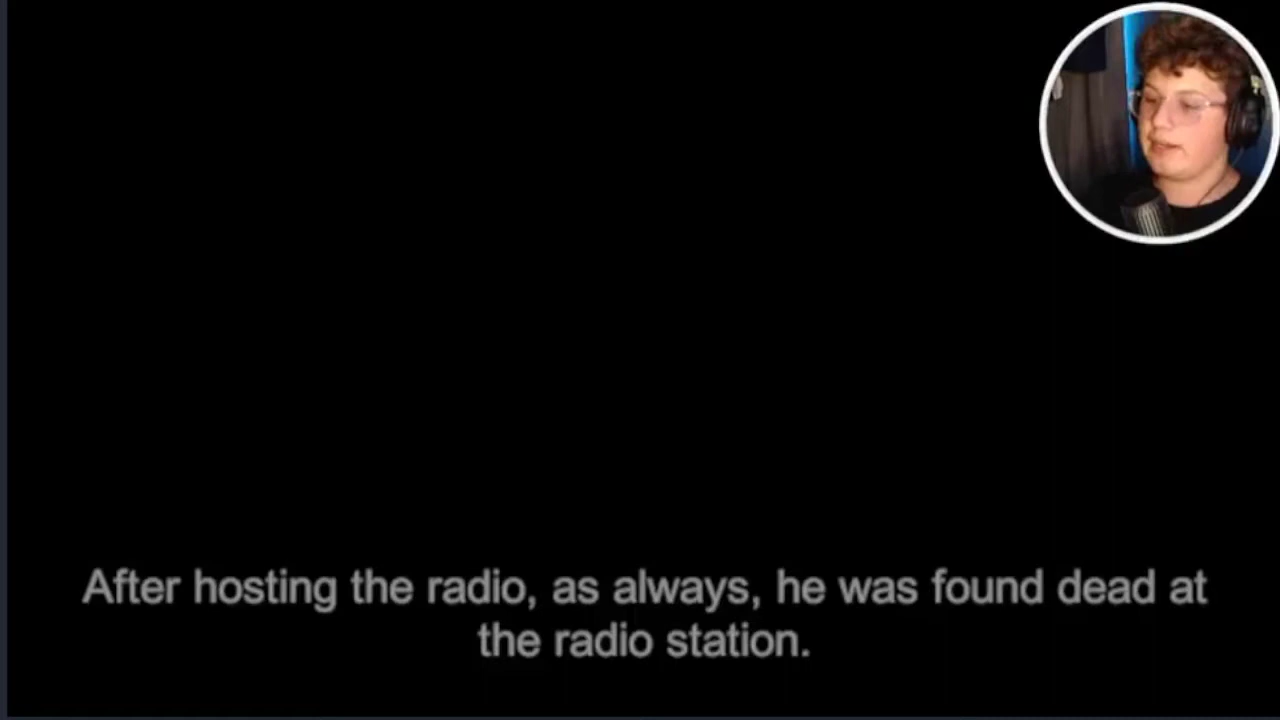 After hosting the radio, as always, he was found dead at
the radio station.